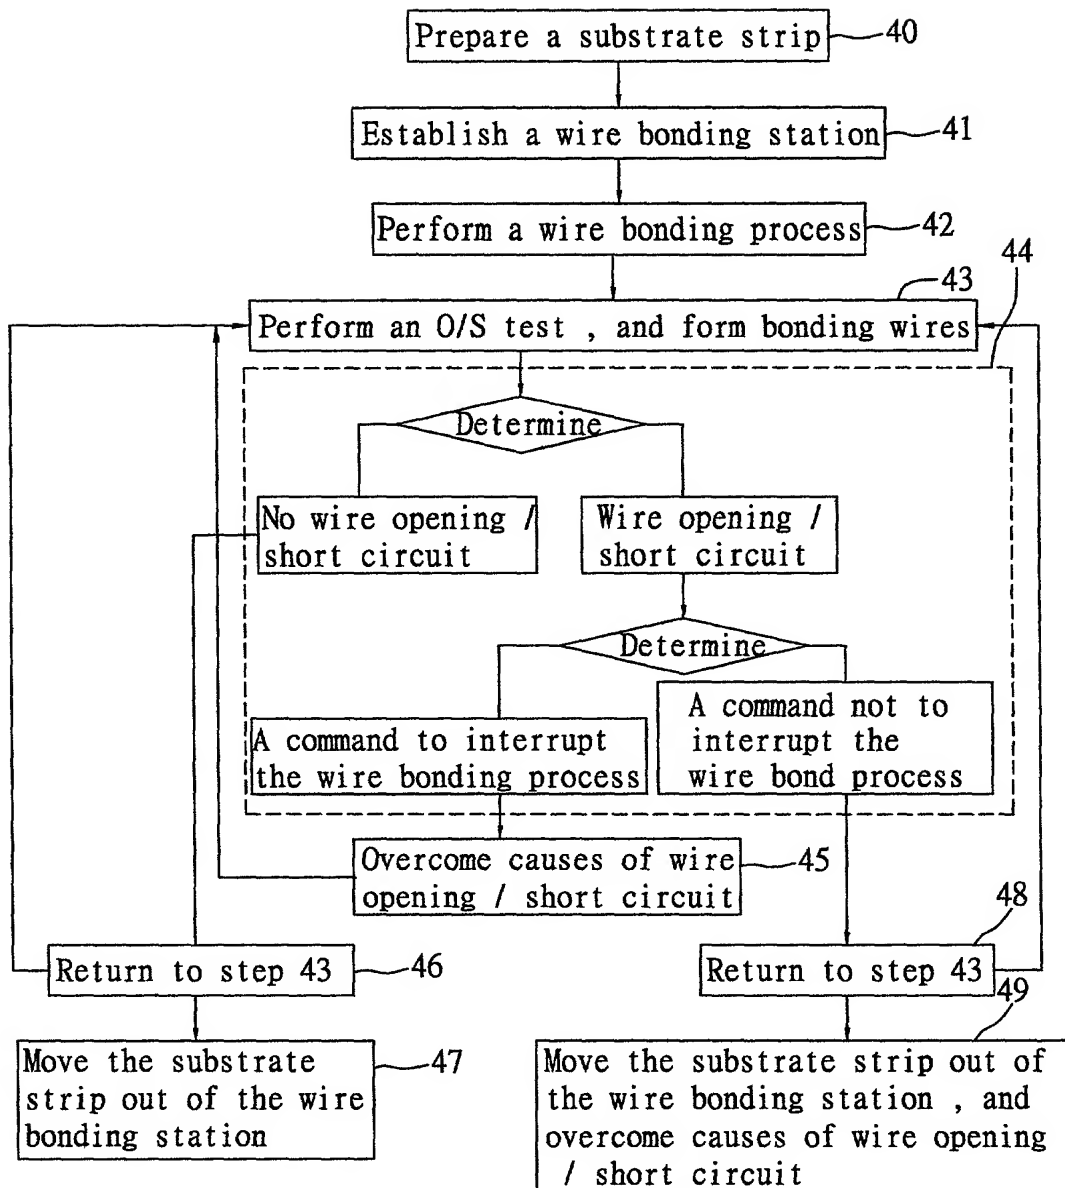 Prepare a substrate strip
40
Establish a wire bonding station
41
Perform a wire bonding process
42
44
43
Perform an O/S test , and form bonding wires
Determine
No wire opening /
short circuit
Wire opening /
short circuit
Determine
A command to interrupt
the wire bonding process
A command not to
interrupt the
wire bond process
Overcome causes of wire
opening / short circuit
45
48
Return to step 43
46
Return to step 43
49
Move the substrate
strip out of the wire
bonding station
47
Move the substrate strip out of
the wire bonding station , and
overcome causes of wire opening
/ short circuit